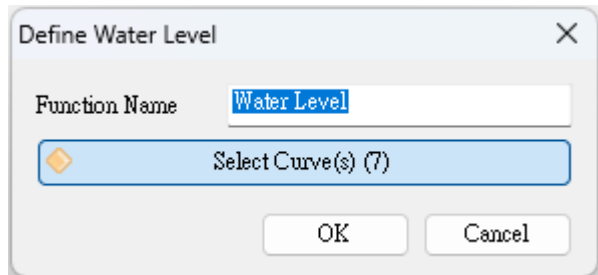 Define Water Level
Function Name Water Level
Select Curve(s) (7)
OK Cancel